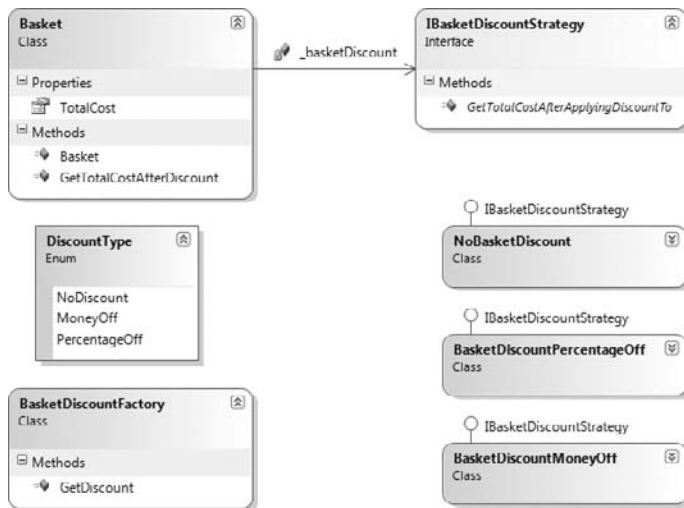 Basket
Class
Properties
TotalCost
Methods
Basket
GetTotalCostAfterDiscount
_basketDiscount
IBasketDiscountStrategy
Interface
Methods
GetTotalCostAfterApplyingDiscountTo
DiscountType
Enum
NoDiscount
MoneyOff
PercentageOff
BasketDiscountFactory
Class
Methods
GetDiscount
IBasketDiscountStrategy
NoBasketDiscount
Class
IBasketDiscountStrategy
BasketDiscountPercentageOff
Class
IBasketDiscountStrategy
BasketDiscountMoneyOff
Class